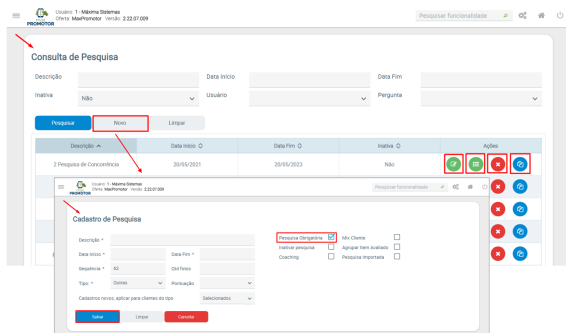 Usuário: 1 - Máxima Sistemas
Oferta: MaxPromotor Versão: 2.22.07.009
PROMOTOR
Pesquisar funcionalidade
Consulta de Pesquisa
Descrição
Data Início
Data Fim
Inativa
Não
Usuário
Pergunta
Pesquisar
Novo
Limpar
Descrição
Data Início
Data Fim
Inativa
Ações
2 Pesquisa de Concorrência
20/05/2021
20/05/2023
Não
Usuário: 1 - Máxima Sistemas
Oferta: MaxPromotor Versão: 2.22.07.009
PROMOTOR
Pesquisar funcionalidade
Cadastro de Pesquisa
Descrição *
Data Início *
Data Fim *
Sequência *
62
Qtd fotos
Tipo: *
Outros
Pontuação
Cadastros novos, aplicar para clientes do tipo
Selecionados
Pesquisa Obrigatória
Mix Cliente
Inativar pesquisa
Agrupar Item Avaliado
Coaching
Pesquisa Importada
Salvar
Limpar
Cancelar